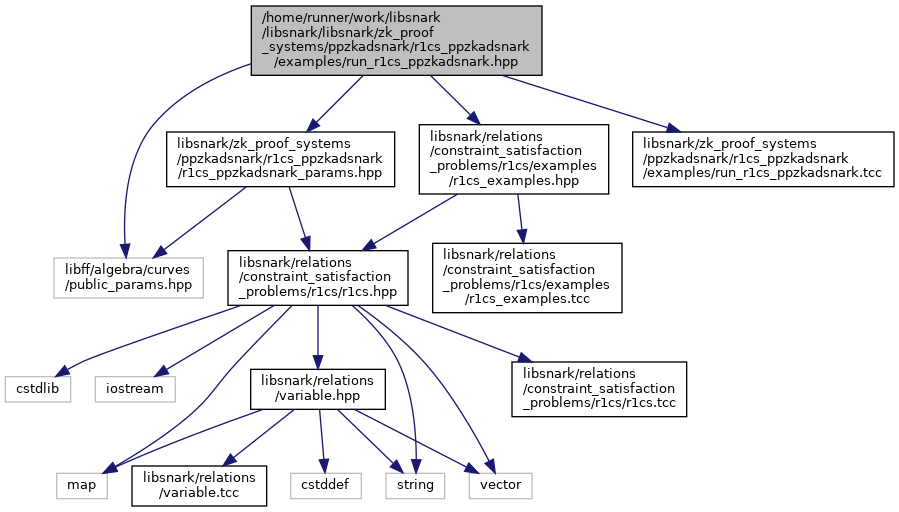 /home/runner/work/libsnark
/libsnark/libsnark/zk_proof
_systems/ppzkadsnark/r1cs_ppzkadsnark
/examples/run_r1cs_ppzkadsnark.hpp
libsnark/zk_proof_systems
/ppzkadsnark/r1cs_ppzkadsnark
/r1cs_ppzkadsnark_params.hpp
libsnark/relations
/constraint_satisfaction
_problems/r1cs/examples
/r1cs_examples.hpp
libsnark/zk_proof_systems
/ppzkadsnark/r1cs_ppzkadsnark
/examples/run_r1cs_ppzkadsnark.tcc
libff/algebra/curves
/public_params.hpp
libsnark/relations
/constraint_satisfaction
_problems/r1cs/r1cs.hpp
libsnark/relations
/constraint_satisfaction
_problems/r1cs/examples
/r1cs_examples.tcc
cstdlib
iostream
libsnark/relations
/variable.hpp
libsnark/relations
/constraint_satisfaction
_problems/r1cs/r1cs.tcc
map
libsnark/relations
/variable.tcc
cstddef
string
vector